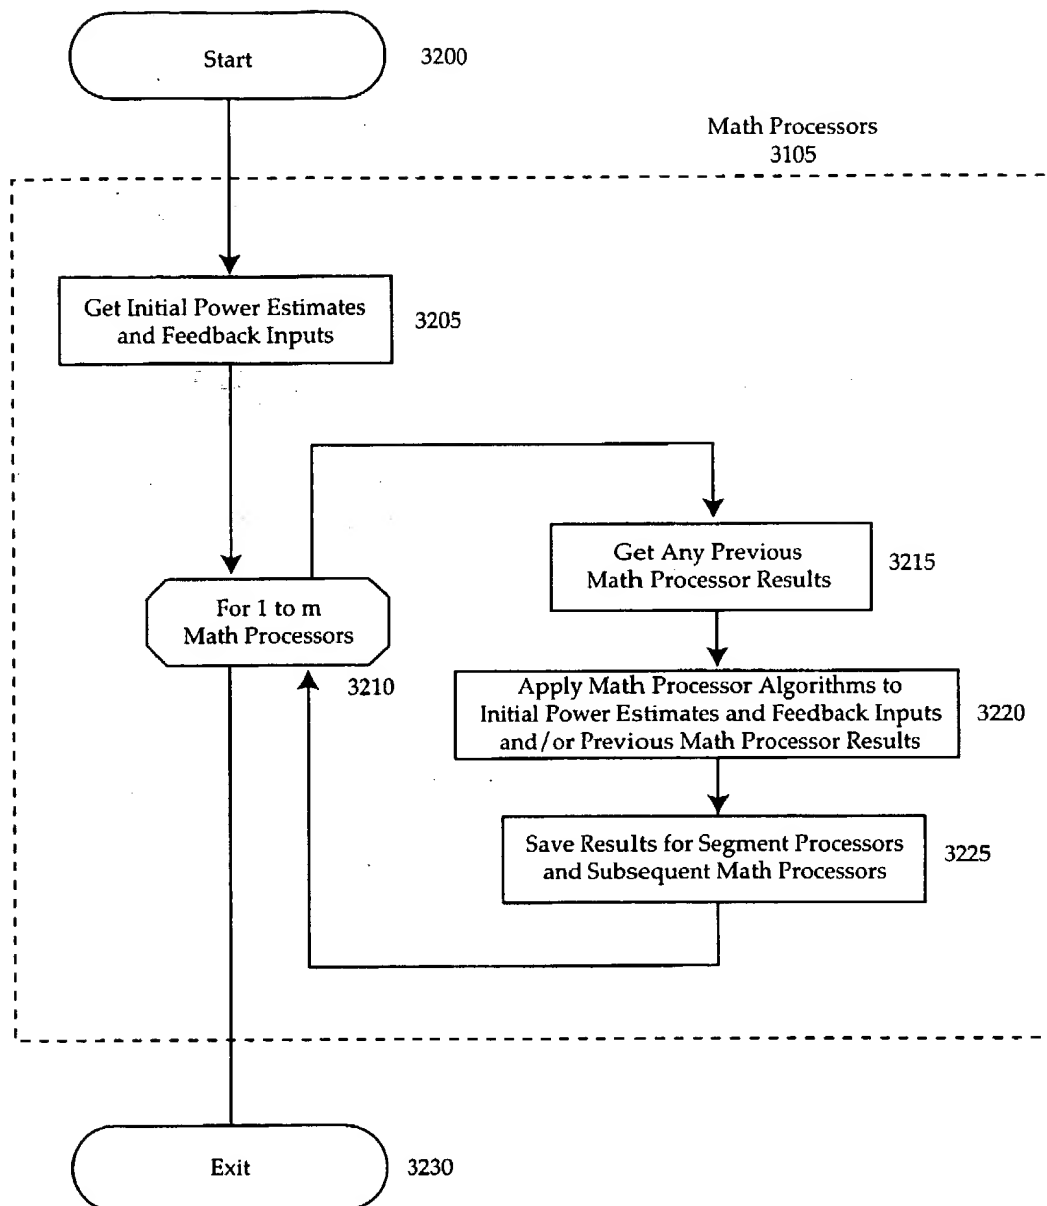 Start
3200
Math Processors
3105
Get Initial Power Estimates
and Feedback Inputs
3205
For 1 to m
Math Processors
3210
Get Any Previous
Math Processor Results
3215
Apply Math Processor Algorithms to
Initial Power Estimates and Feedback Inputs
and/or Previous Math Processor Results
3220
Save Results for Segment Processors
and Subsequent Math Processors
3225
Exit
3230